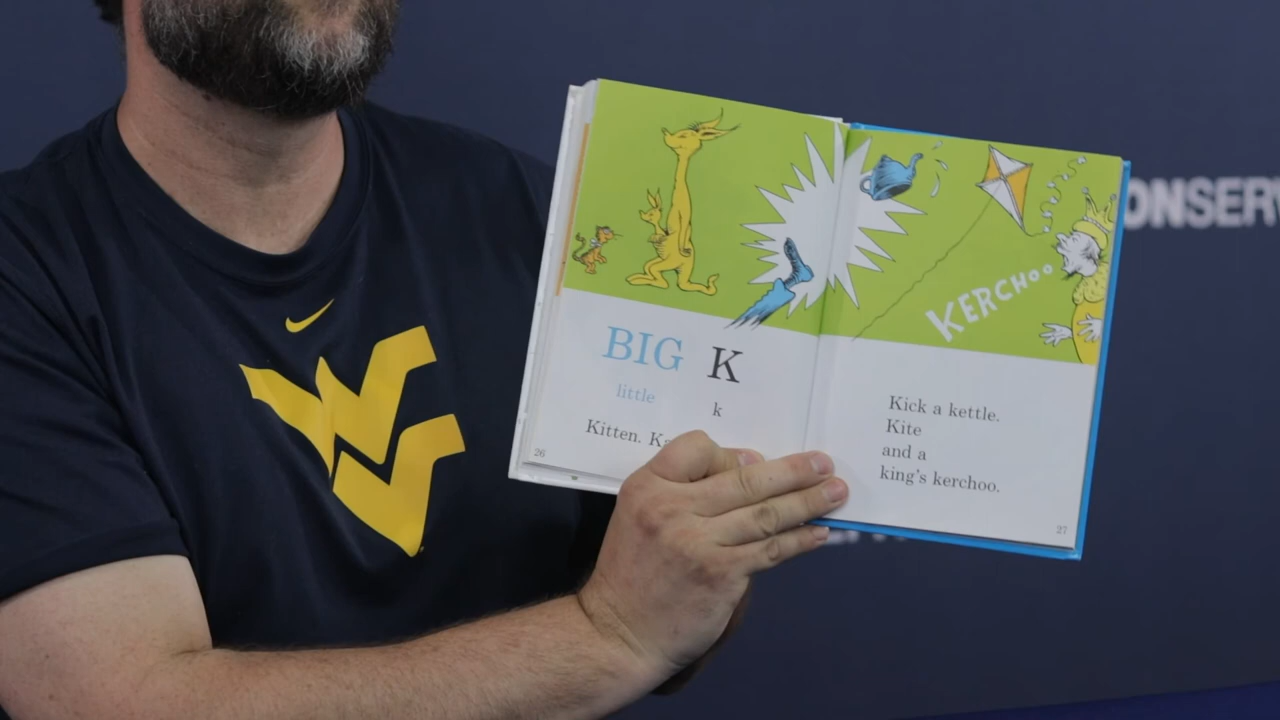 BIG K
little k
Kitten.
26
KERCHOO
Kick a kettle.
Kite
and a
king's kerchoo.
27
ONSERV